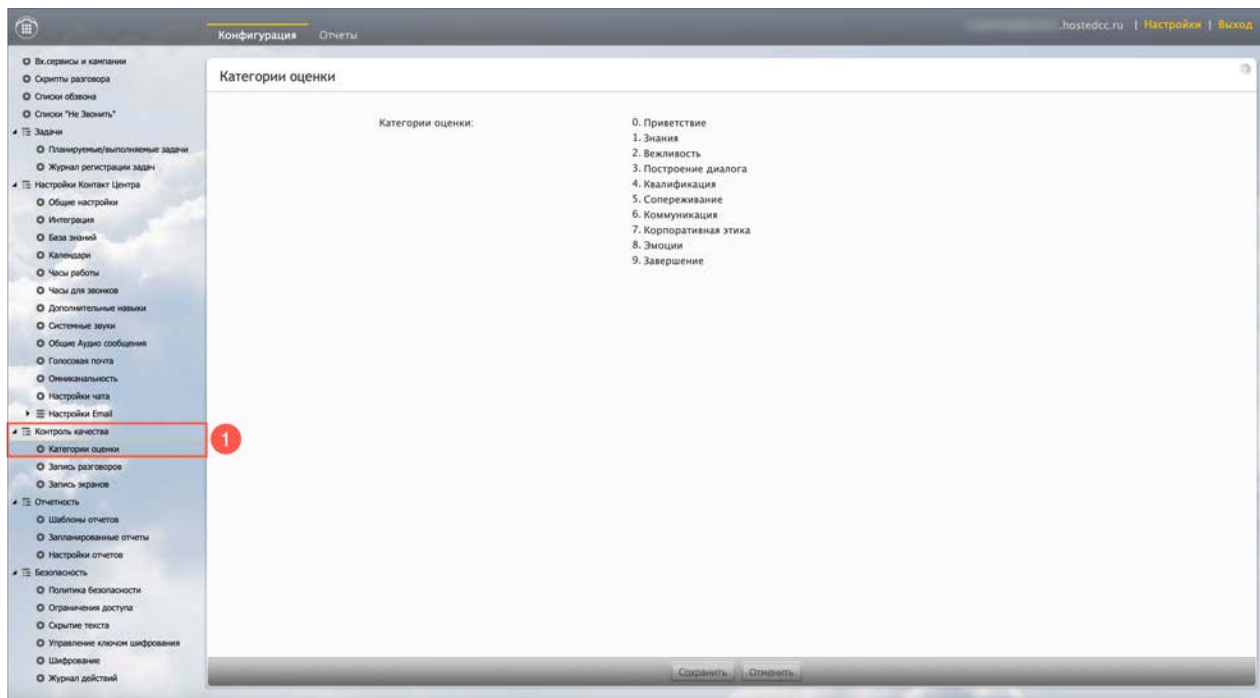 Конфигурация Отчеты .hostedcc.ru | Настройки | Выход
Вх.сервисы и кампании
Скрипты разговора
Списки обзвона
Списки "Не Звонить"
Задачи
Планируемые/выполняемые задачи
Журнал регистрации задач
Настройки Контакт Центра
Общие настройки
Интеграция
База знаний
Календари
Часы работы
Часы для звонков
Дополнительные навыки
Системные звуки
Общие Аудио сообщения
Голосовая почта
Омниканальность
Настройки чата
Настройки Email
Контроль качества
Категории оценки
Запись разговоров
Запись экранов
Отчетность
Шаблоны отчетов
Запланированные отчеты
Настройки отчетов
Безопасность
Политика безопасности
Ограничения доступа
Скрытие текста
Управление ключом шифрования
Шифрование
Журнал действий
1
Категории оценки
Категории оценки:
0. Приветствие
1. Знания
2. Вежливость
3. Построение диалога
4. Квалификация
5. Сопереживание
6. Коммуникация
7. Корпоративная этика
8. Эмоции
9. Завершение
Сохранить Отменить